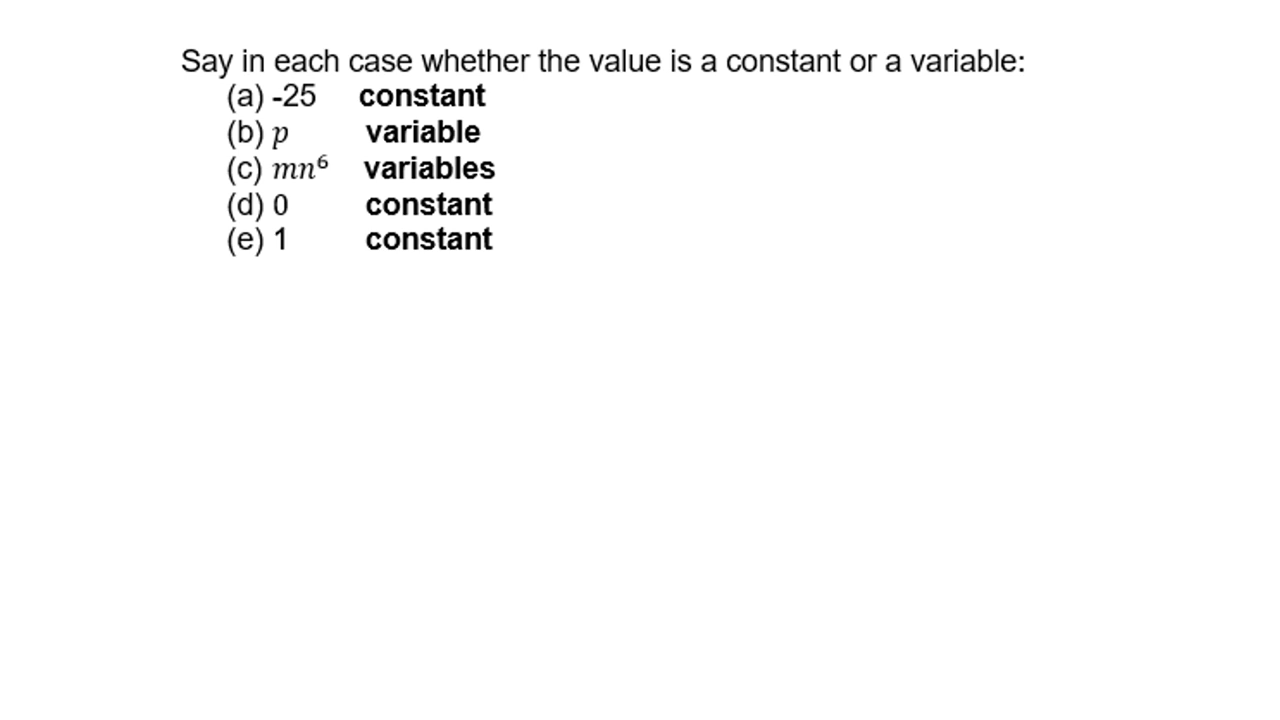 Say in each case whether the value is a constant or a variable:
(a) -25 constant
(b) p variable
(c) mn⁶ variables
(d) 0 constant
(e) 1 constant